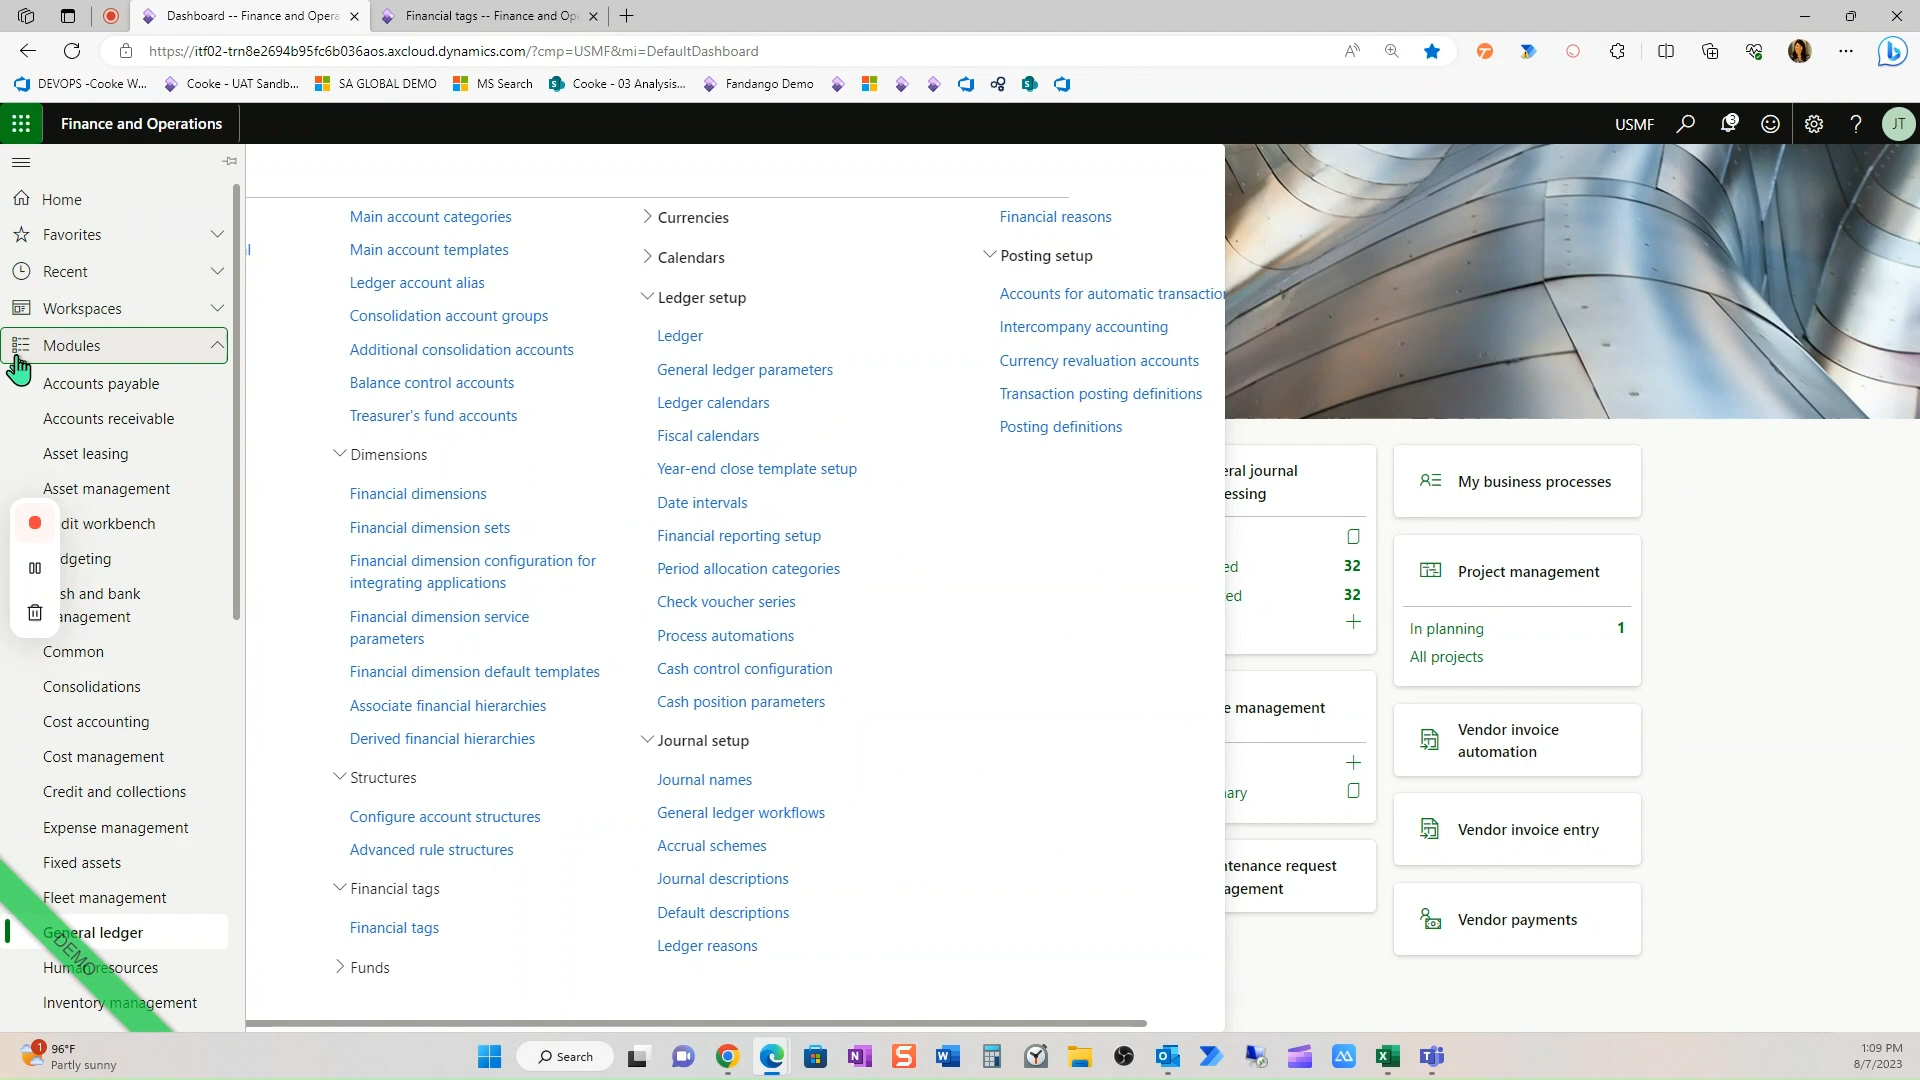 Dashboard -- Finance and Opera
Financial tags -- Finance and Op
https://itf02-trn8e2694b95fc6b036aos.axcloud.dynamics.com/?cmp=USMF&mi=DefaultDashboard
DEVOPS -Cooke W...
Cooke - UAT Sandb...
SA GLOBAL DEMO
MS Search
Cooke - 03 Analysis...
Fandango Demo
Finance and Operations
USMF
3
JT
Home
Favorites
Recent
Workspaces
Modules
Accounts payable
Accounts receivable
Asset leasing
Asset management
dit workbench
dgeting
sh and bank
anagement
Common
Consolidations
Cost accounting
Cost management
Credit and collections
Expense management
Fixed assets
Fleet management
General ledger
Human resources
Inventory management
DEMO
Main account categories
Main account templates
Ledger account alias
Consolidation account groups
Additional consolidation accounts
Balance control accounts
Treasurer's fund accounts
Dimensions
Financial dimensions
Financial dimension sets
Financial dimension configuration for
integrating applications
Financial dimension service
parameters
Financial dimension default templates
Associate financial hierarchies
Derived financial hierarchies
Structures
Configure account structures
Advanced rule structures
Financial tags
Financial tags
Funds
Currencies
Calendars
Ledger setup
Ledger
General ledger parameters
Ledger calendars
Fiscal calendars
Year-end close template setup
Date intervals
Financial reporting setup
Period allocation categories
Check voucher series
Process automations
Cash control configuration
Cash position parameters
Journal setup
Journal names
General ledger workflows
Accrual schemes
Journal descriptions
Default descriptions
Ledger reasons
Financial reasons
Posting setup
Accounts for automatic transaction
Intercompany accounting
Currency revaluation accounts
Transaction posting definitions
Posting definitions
eral journal
essing
ed 32
ed 32
e management
ary
ntenance request
agement
My business processes
Project management
In planning 1
All projects
Vendor invoice
automation
Vendor invoice entry
Vendor payments
1
96°F
Partly sunny
Search
1:09 PM
8/7/2023